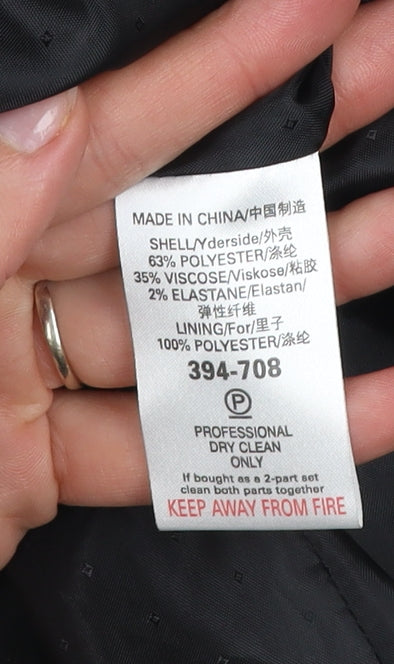 MADE IN CHINA/中国制造
SHELL/Yderside/外壳
63% POLYESTER/涤纶
35% VISCOSE/Viskose/粘胶
2% ELASTANE/Elastan/
弹性纤维
LINING/For/里子
100% POLYESTER/涤纶
394-708
P
PROFESSIONAL
DRY CLEAN
ONLY
If bought as a 2-part set
clean both parts together
KEEP AWAY FROM FIRE